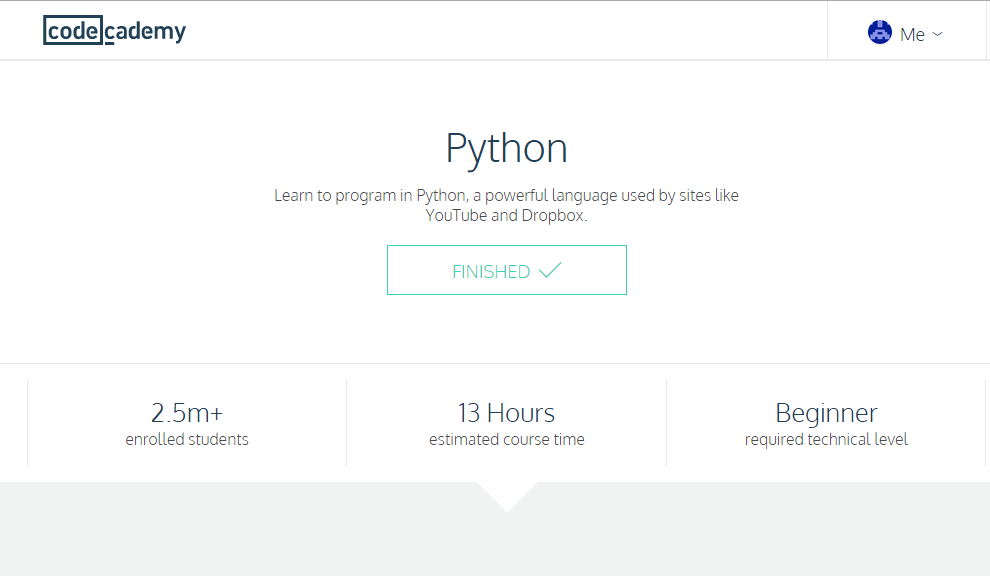 codecademy
Me
Python
Learn to program in Python, a powerful language used by sites like
YouTube and Dropbox.
FINISHED
2.5m+
enrolled students
13 Hours
estimated course time
Beginner
required technical level